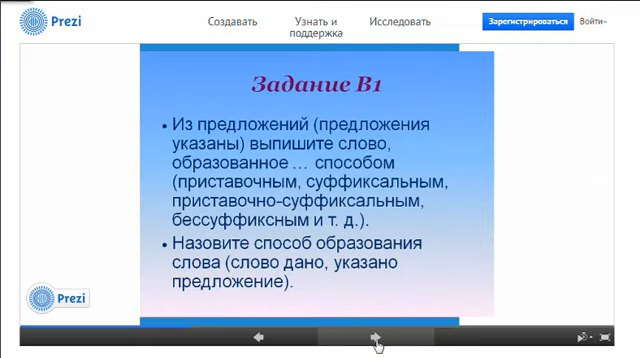 Prezi
Создавать
Узнать и
поддержка
Исследовать
Зарегистрироваться
Войти
Задание В1
• Из предложений (предложения
указаны) выпишите слово,
образованное … способом
(приставочным, суффиксальным,
приставочно-суффиксальным,
бессуффиксным и т. д.).
• Назовите способ образования
слова (слово дано, указано
предложение).
Prezi